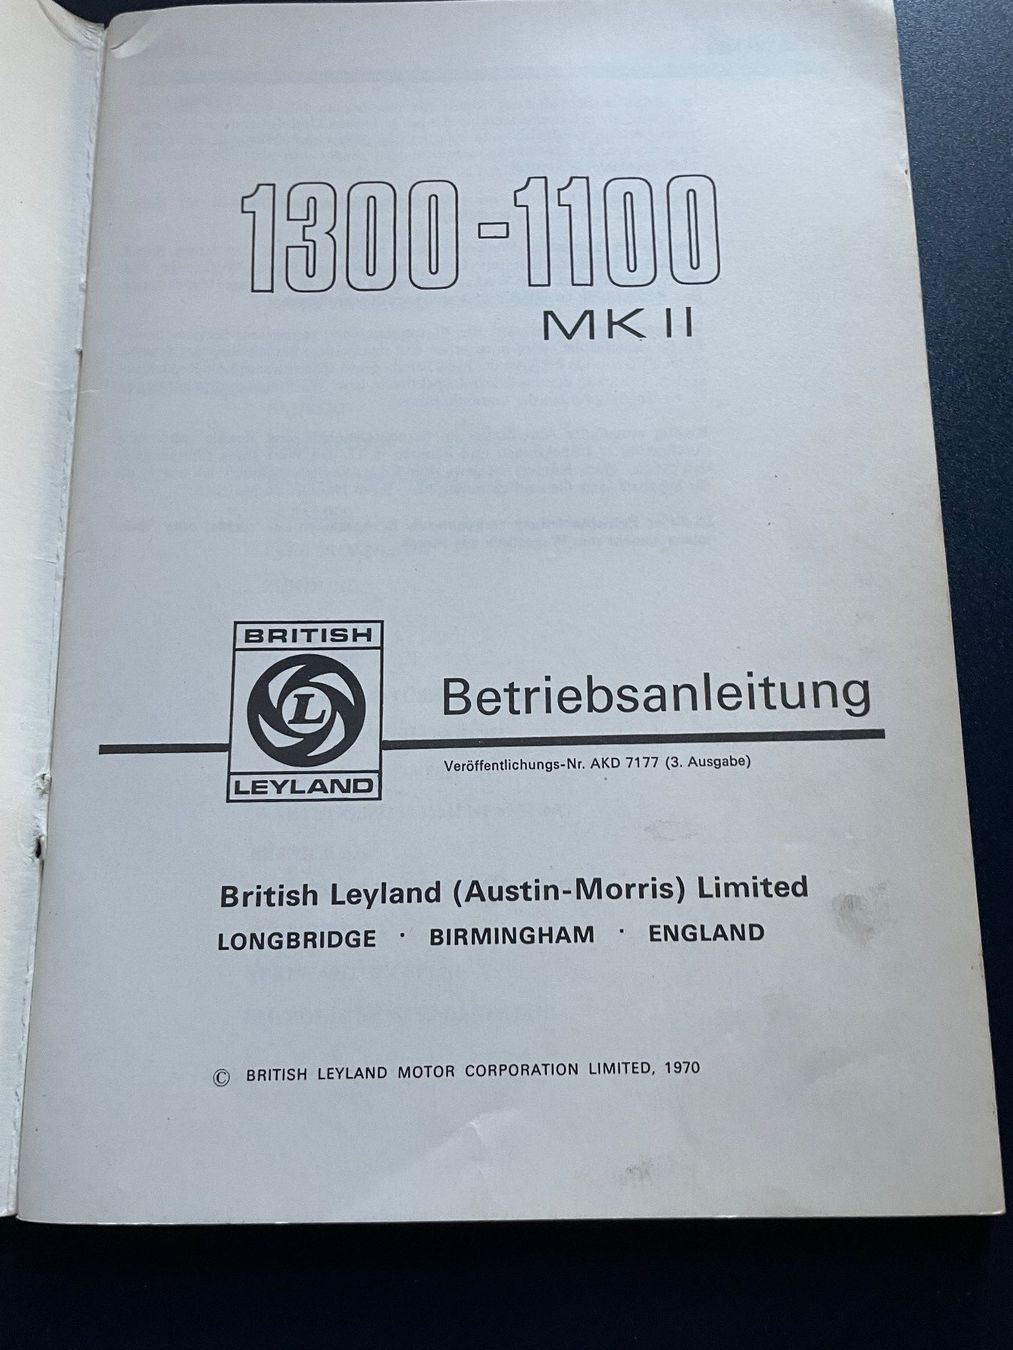 1300-1100
MK II
BRITISH
L
LEYLAND
Betriebsanleitung
Veröffentlichungs-Nr. AKD 7177 (3. Ausgabe)
British Leyland (Austin-Morris) Limited
LONGBRIDGE · BIRMINGHAM · ENGLAND
© BRITISH LEYLAND MOTOR CORPORATION LIMITED, 1970